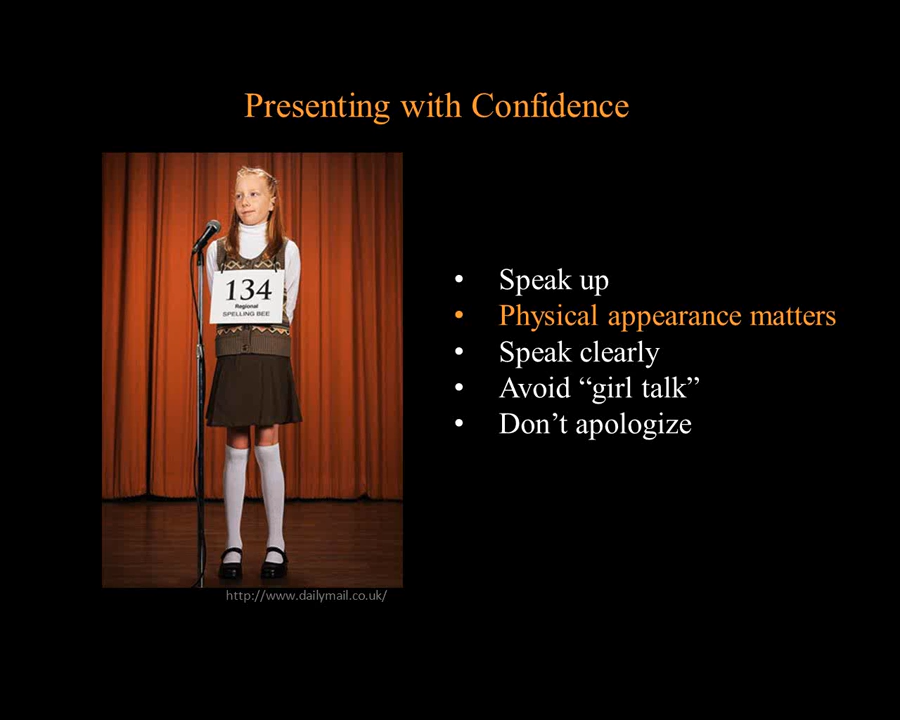 Presenting with Confidence
134
Regional
SPELLING BEE
• Speak up
• Physical appearance matters
• Speak clearly
• Avoid “girl talk”
• Don’t apologize
http://www.dailymail.co.uk/